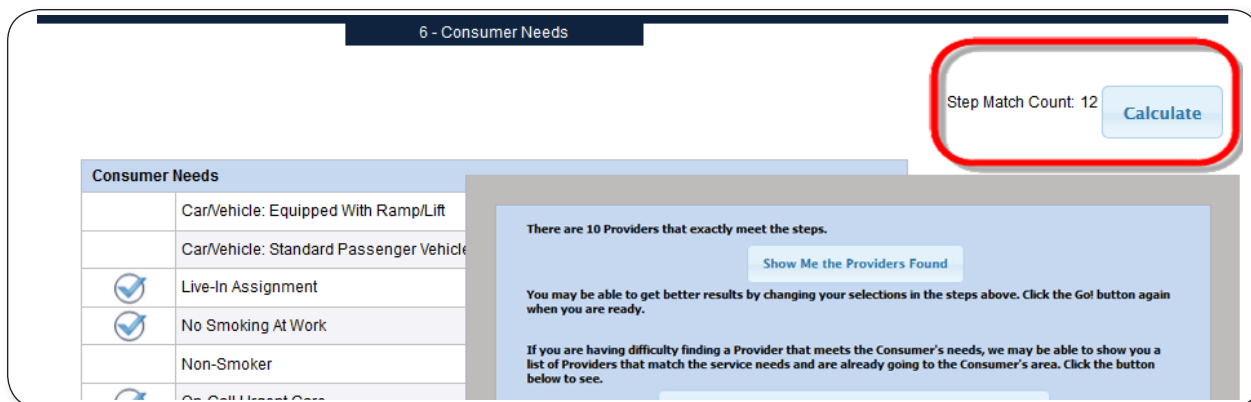 6 - Consumer Needs
Step Match Count: 12
Calculate
Consumer Needs
Car/Vehicle: Equipped With Ramp/Lift
Car/Vehicle: Standard Passenger Vehicle
Live-In Assignment
No Smoking At Work
Non-Smoker
On-Call Urgent Care
There are 10 Providers that exactly meet the steps.
Show Me the Providers Found
You may be able to get better results by changing your selections in the steps above. Click the Go! button again
when you are ready.
If you are having difficulty finding a Provider that meets the Consumer's needs, we may be able to show you a
list of Providers that match the service needs and are already going to the Consumer's area. Click the button
below to see.